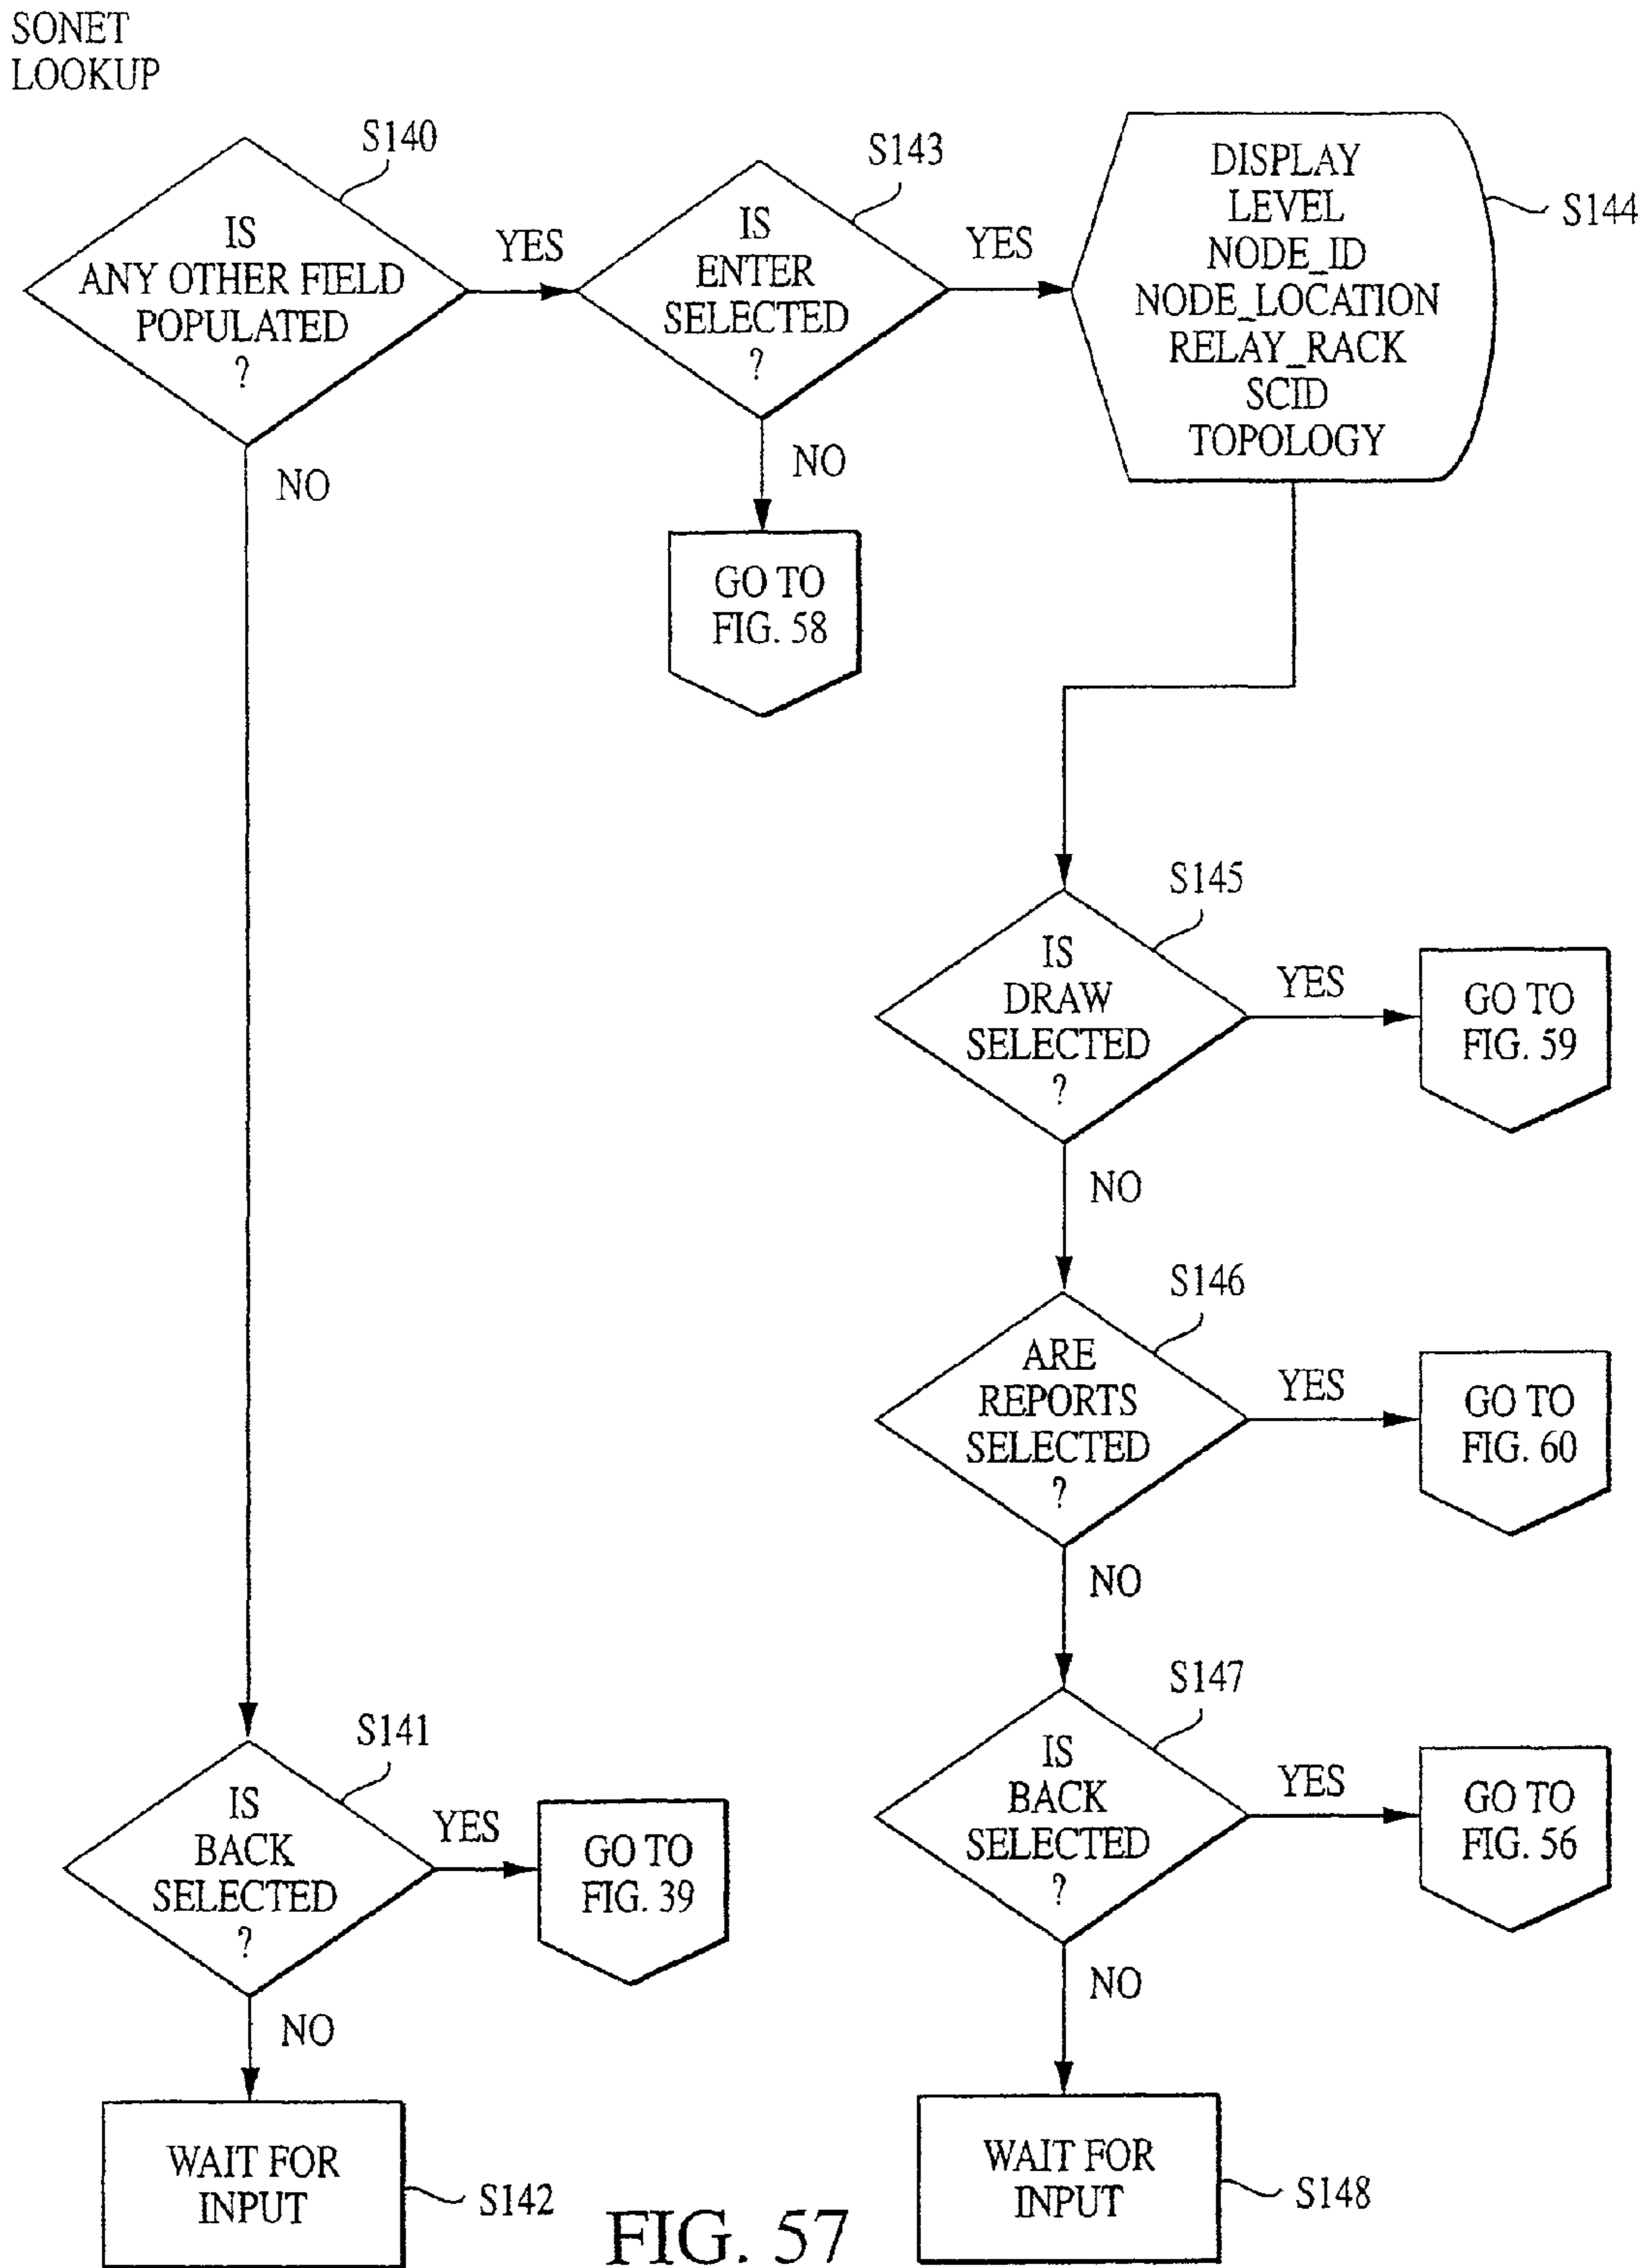 SONET
LOOKUP
S140
IS
ANY OTHER FIELD
POPULATED
?
YES
NO
S143
IS
ENTER
SELECTED
?
YES
NO
GO TO
FIG. 58
DISPLAY
LEVEL
NODE_ID
NODE_LOCATION
RELAY_RACK
SCID
TOPOLOGY
S144
S145
IS
DRAW
SELECTED
?
YES
GO TO
FIG. 59
NO
S146
ARE
REPORTS
SELECTED
?
YES
GO TO
FIG. 60
NO
S147
IS
BACK
SELECTED
?
YES
GO TO
FIG. 56
NO
WAIT FOR
INPUT
S148
S141
IS
BACK
SELECTED
?
YES
GO TO
FIG. 39
NO
WAIT FOR
INPUT
S142
FIG. 57